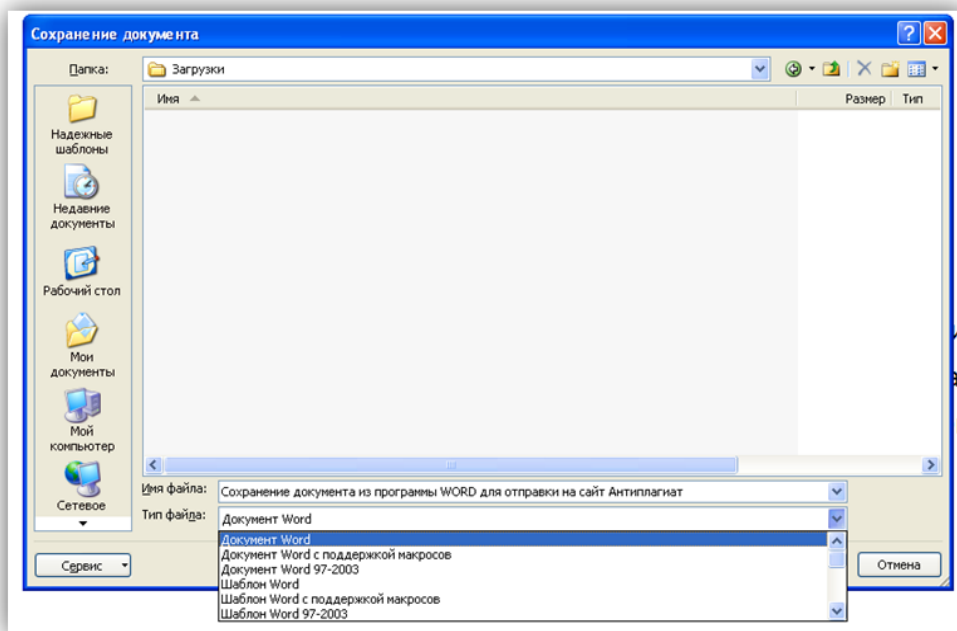 Сохранение документа
Папка:
Загрузки
Имя
Размер
Тип
Надежные
шаблоны
Недавние
документы
Рабочий стол
Мои
документы
Мой
компьютер
Сетевое
Имя файла:
Сохранение документа из программы WORD для отправки на сайт Антиплагиат
Тип файла:
Документ Word
Документ Word
Документ Word с поддержкой макросов
Документ Word 97-2003
Шаблон Word
Шаблон Word с поддержкой макросов
Шаблон Word 97-2003
Сервис
Отмена